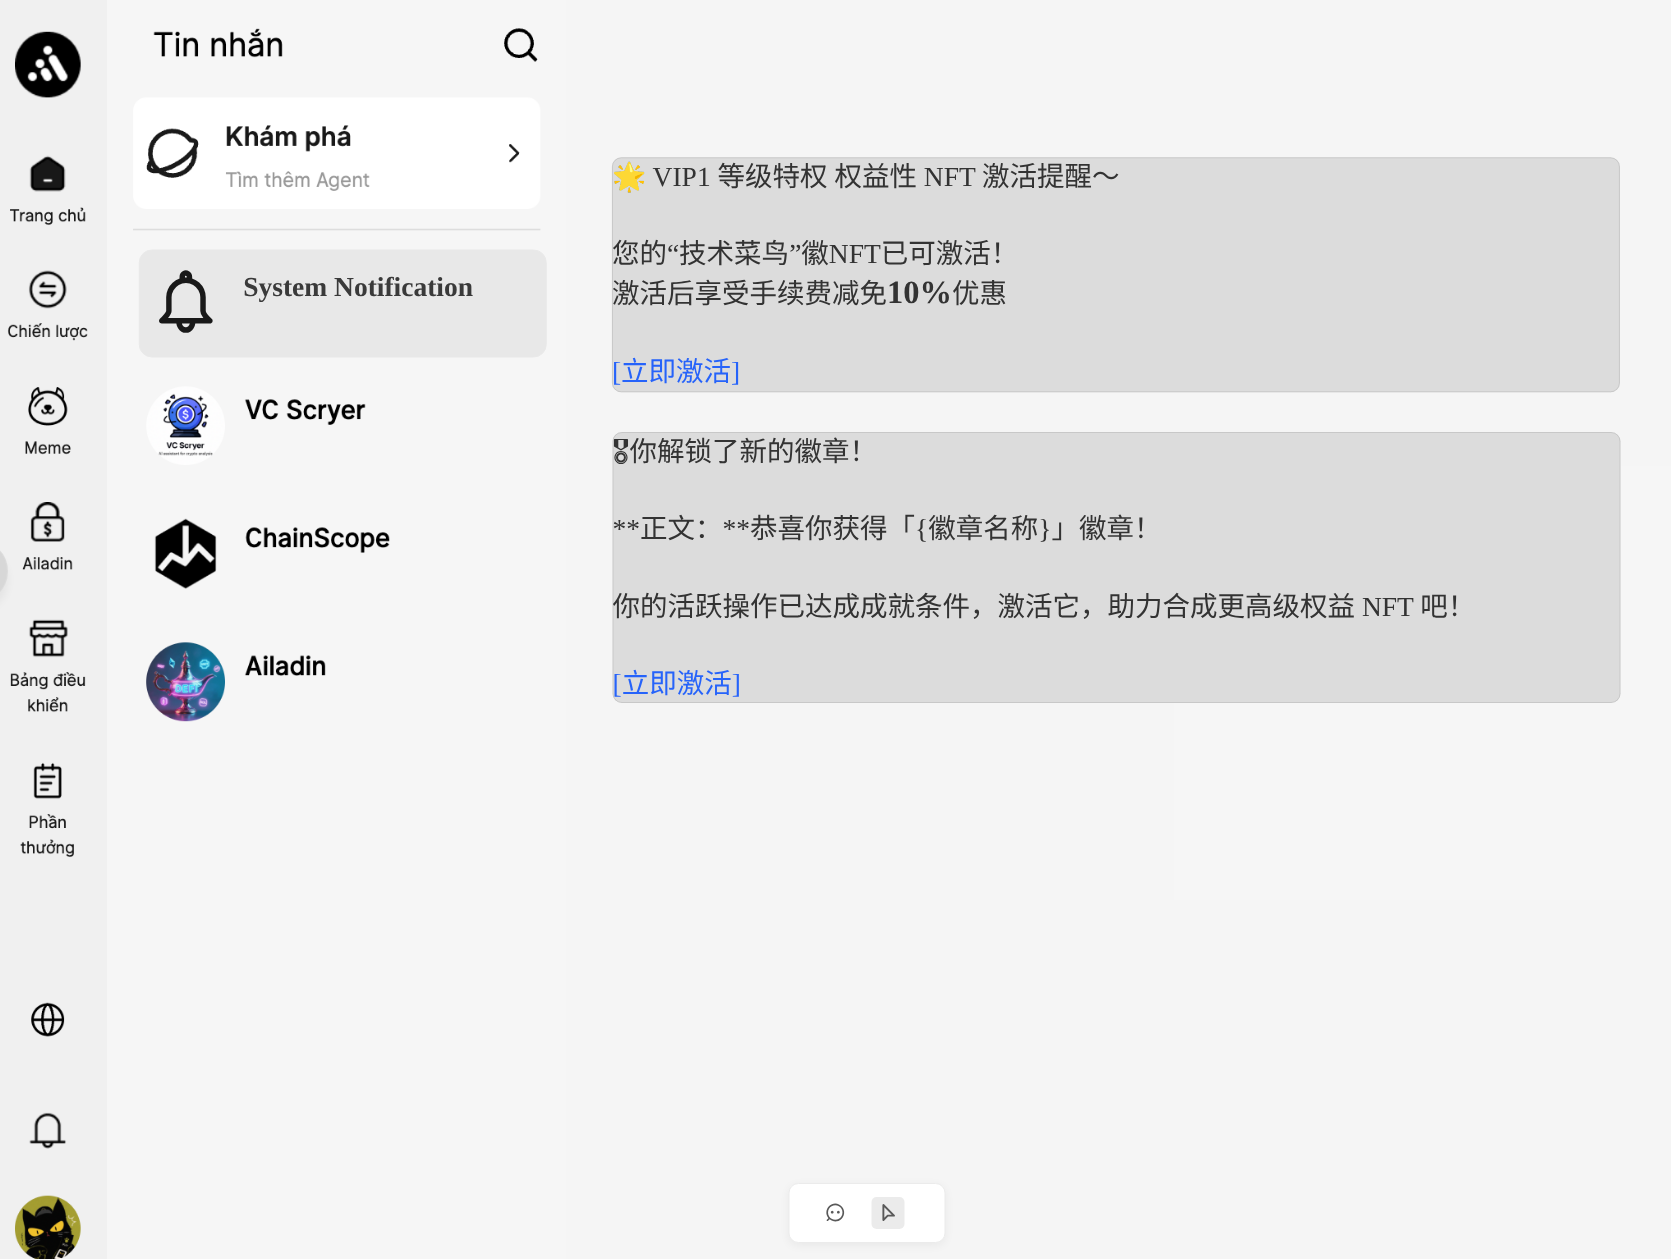 Tin nhắn
Khám phá
Tìm thêm Agent
Trang chủ
Chiến lược
Meme
Ailadin
Bảng điều
khiển
Phần
thưởng
System Notification
VC Scryer
VC Scryer
ChainScope
Ailadin
🌟 VIP1 等级特权 权益性 NFT 激活提醒～
您的“技术菜鸟”徽NFT已可激活！
激活后享受手续费减免10%优惠
[立即激活]
🎖你解锁了新的徽章！
**正文：**恭喜你获得「{徽章名称}」徽章！
你的活跃操作已达成成就条件，激活它，助力合成更高级权益 NFT 吧！
[立即激活]